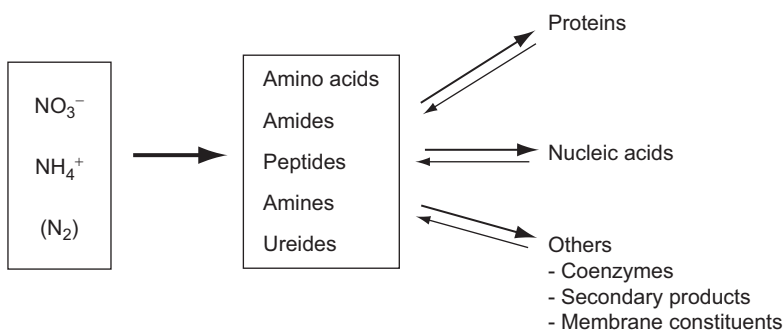 NO₃⁻
NH₄⁺
(N₂)
Amino acids
Amides
Peptides
Amines
Ureides
Proteins
Nucleic acids
Others
- Coenzymes
- Secondary products
- Membrane constituents